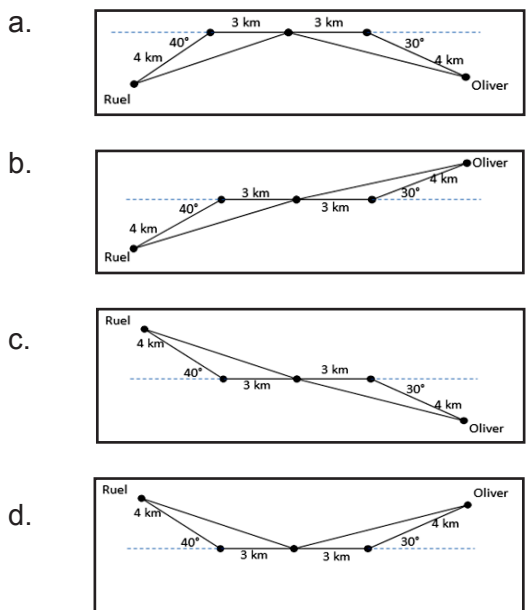 a.
3 km 3 km
40° 30°
4 km 4 km
Ruel Oliver
b.
Oliver
4 km
3 km 30°
40° 3 km
4 km
Ruel
c.
Ruel
4 km
3 km
40° 3 km 30°
4 km
Oliver
d.
Ruel Oliver
4 km 4 km
40° 30°
3 km 3 km